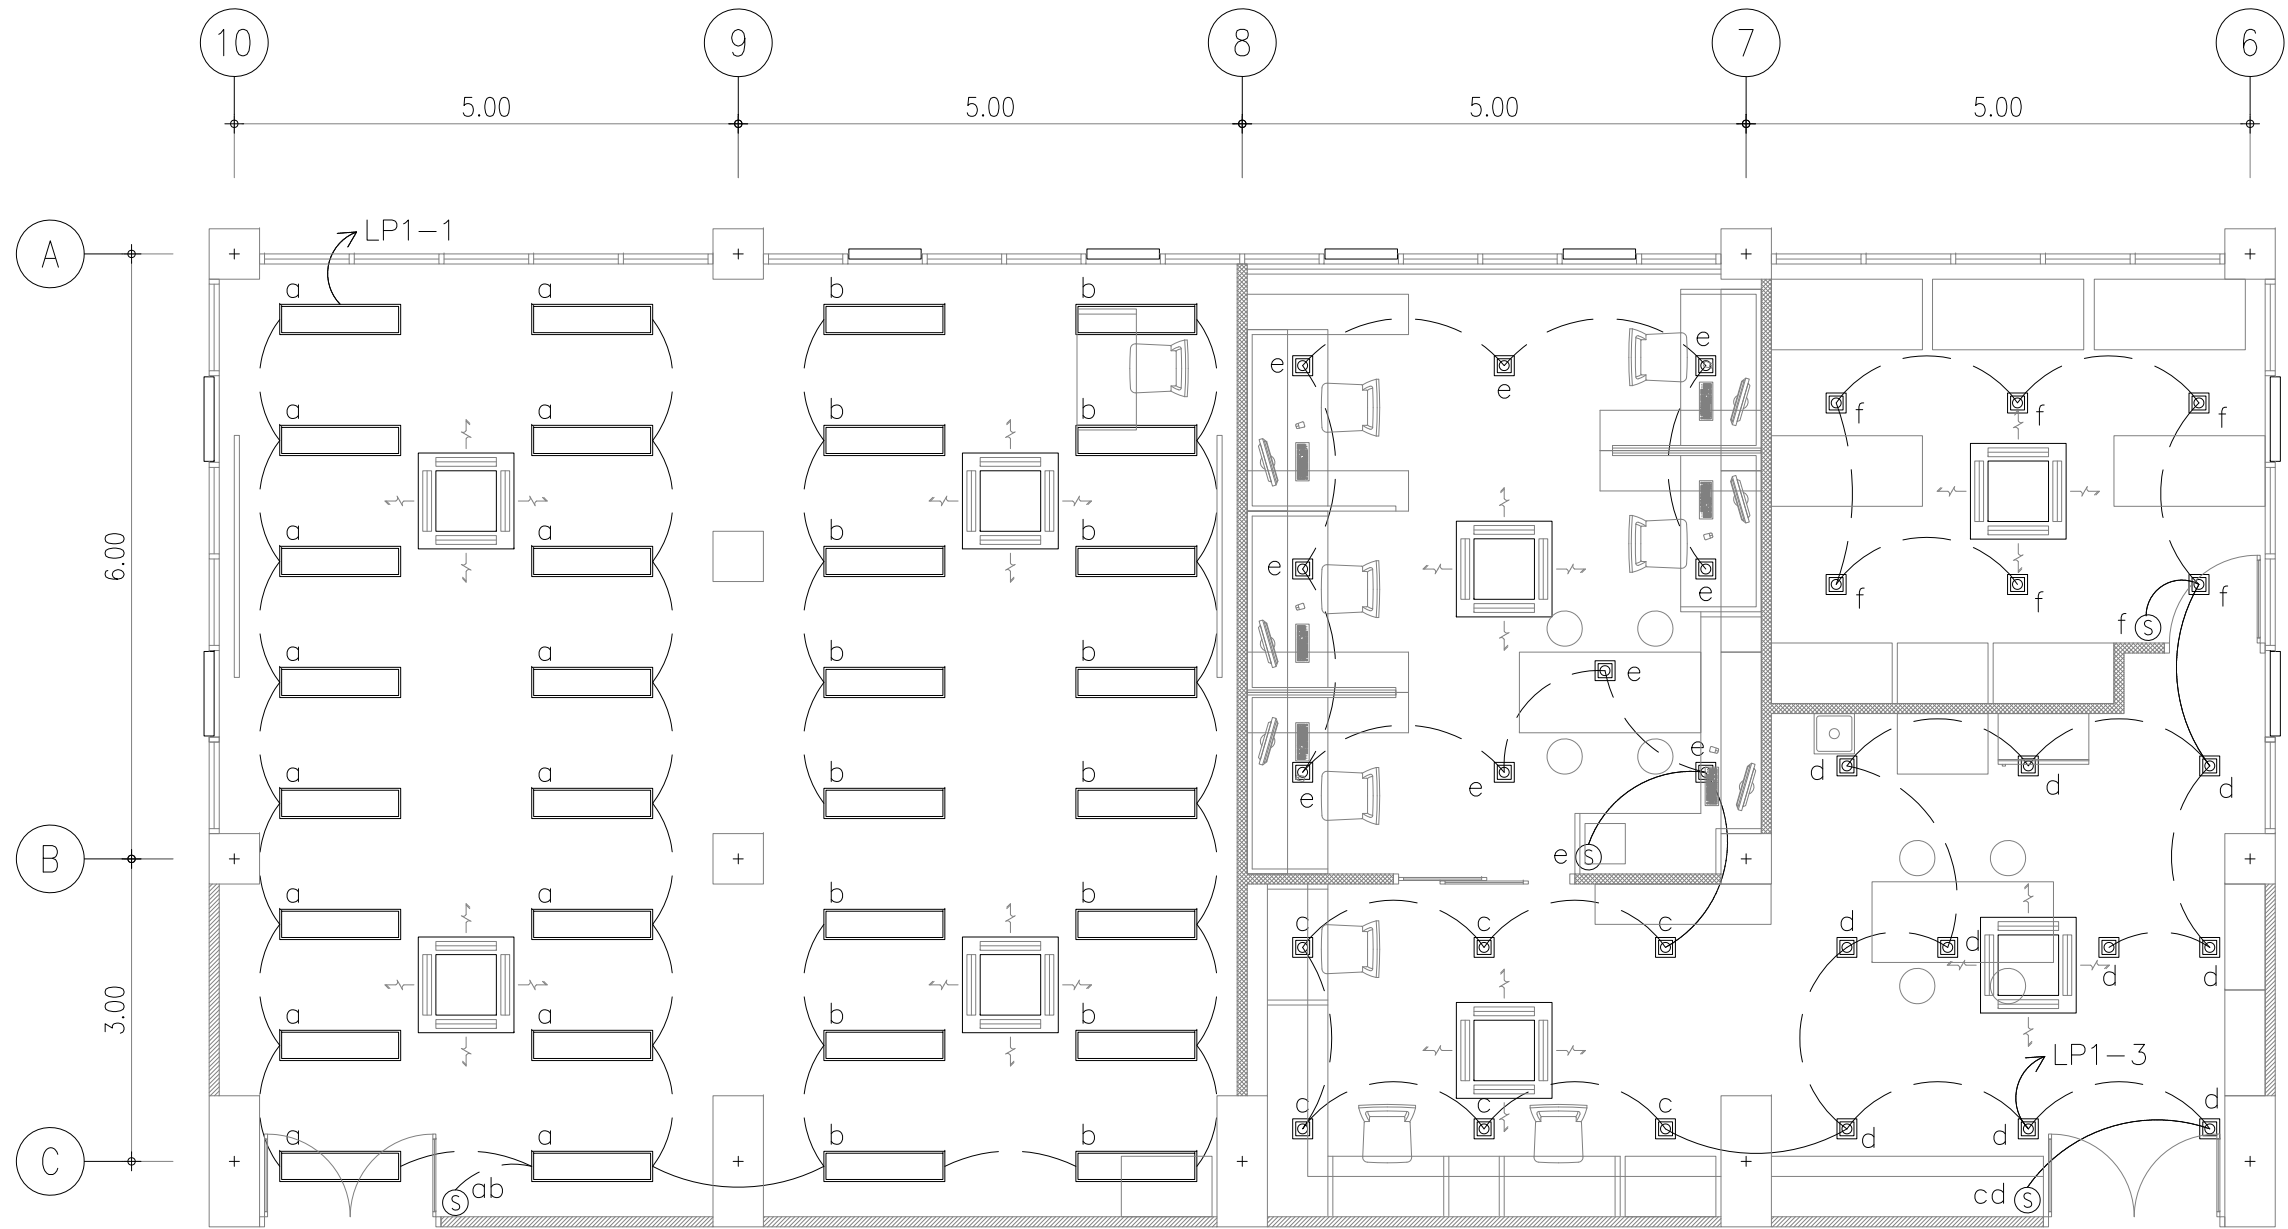 10 9 8 7 6
5.00 5.00 5.00 5.00
A LP1-1
a a b b
e e
e
a a b b
f f f
6.00
a a b b
e e
f f f
f S
a a b b
e
e
a a b b
d d d
e e
B e S
a a b b
c c c d d
d d
3.00
a a b b
LP1-3
c c c d
d d
a a b b
C
S ab
cd S